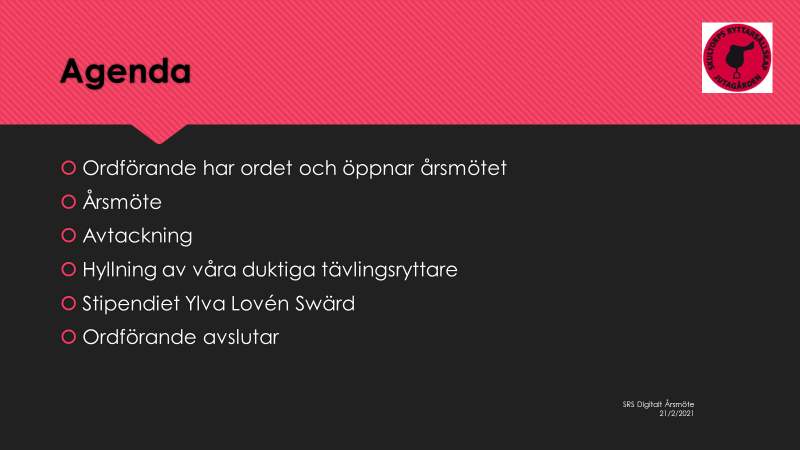 Agenda
SKULTORPS RYTTARSÄLLSKAP
JUTAGÅRDEN
Ordförande har ordet och öppnar årsmötet
Årsmöte
Avtackning
Hyllning av våra duktiga tävlingsryttare
Stipendiet Ylva Lovén Swärd
Ordförande avslutar
SRS Digitalt Årsmöte
21/2/2021